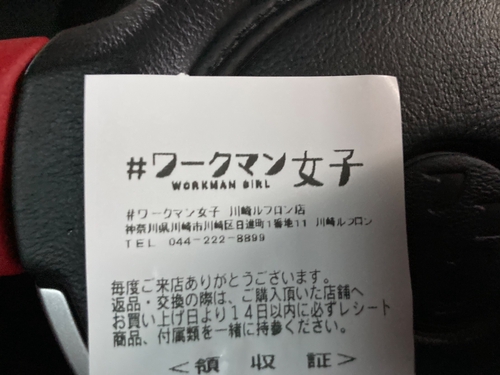 #ワークマン女子
WORKMAN GIRL
#ワークマン女子 川崎ルフロン店
神奈川県川崎市川崎区日進町1番地11 川崎ルフロン
TEL 044-222-8899
毎度ご来店ありがとうございます。
返品・交換の際は、ご購入頂いた店舗へ
お買い上げ日より14日以内に必ずレシート
商品、付属類を一緒に持参ください。
<領収証>